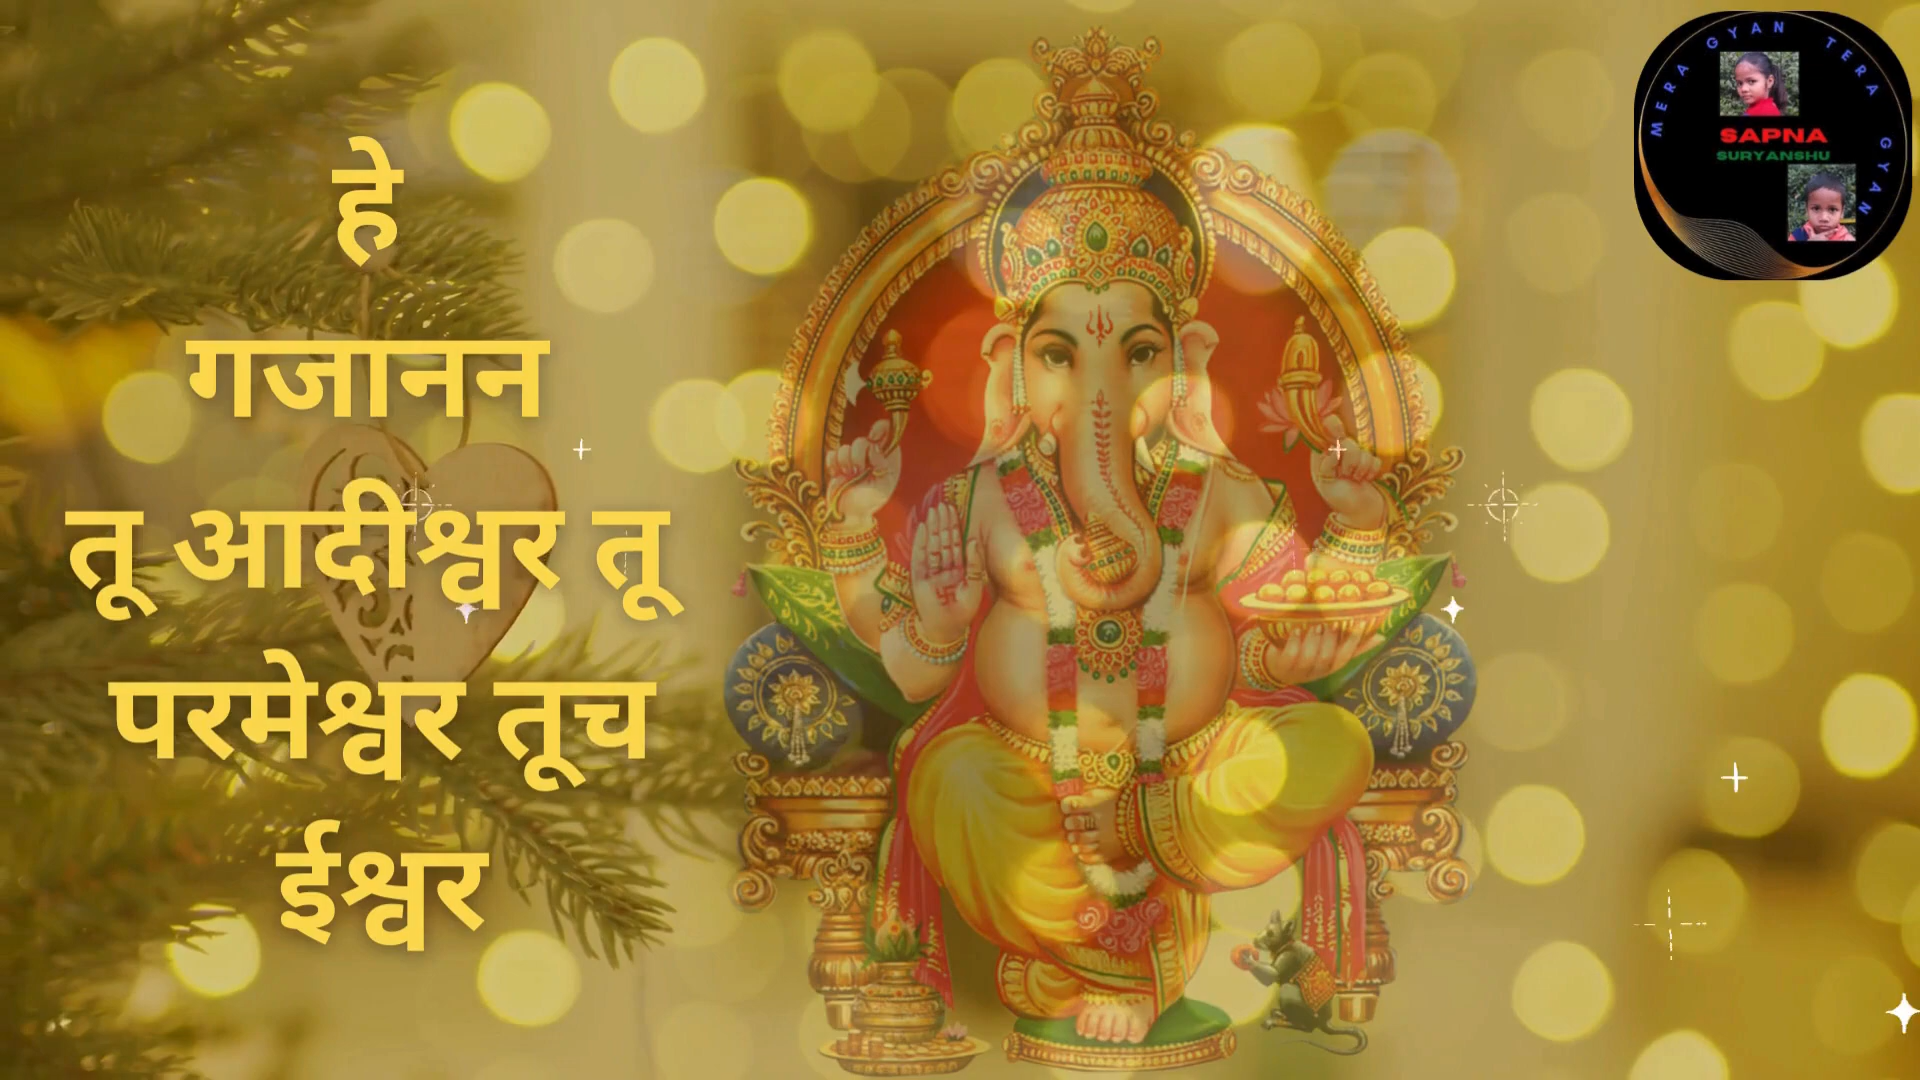 हे
गजानन
तू आदीश्वर तू
परमेश्वर तूच
ईश्वर
MERA GYAN TERA GYAN
SAPNA
SURYANSHU